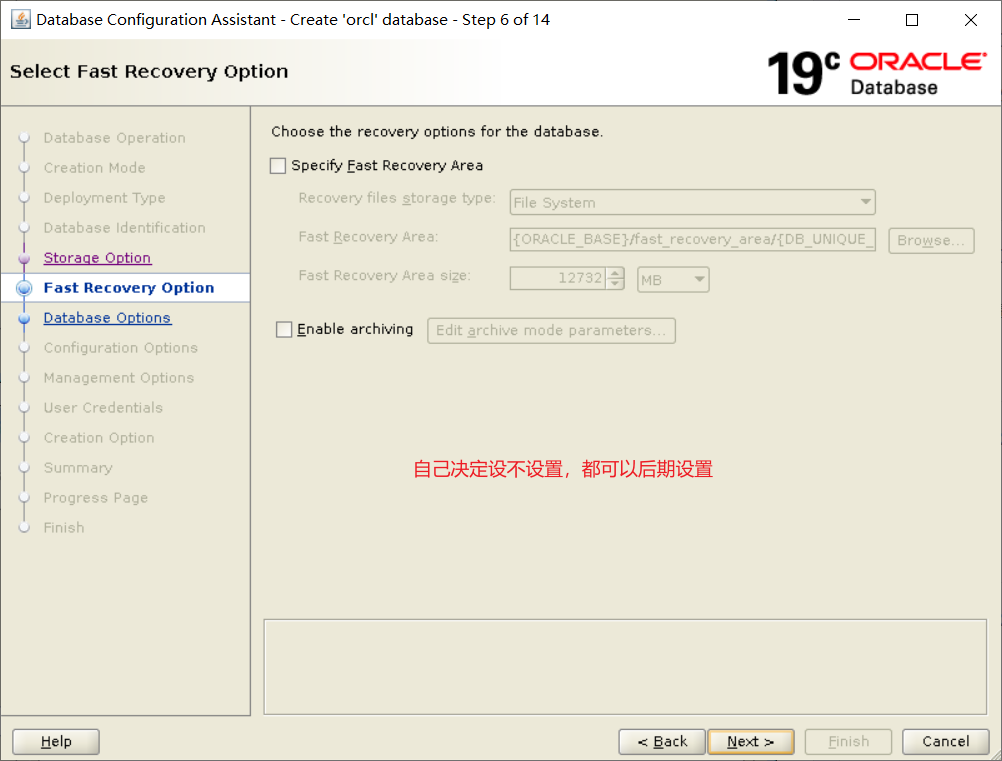 Database Configuration Assistant - Create 'orcl' database - Step 6 of 14
Select Fast Recovery Option
19c ORACLE
Database
Database Operation
Creation Mode
Deployment Type
Database Identification
Storage Option
Fast Recovery Option
Database Options
Configuration Options
Management Options
User Credentials
Creation Option
Summary
Progress Page
Finish
Choose the recovery options for the database.
Specify Fast Recovery Area
Recovery files storage type: File System
Fast Recovery Area: {ORACLE_BASE}/fast_recovery_area/{DB_UNIQUE_ Browse...
Fast Recovery Area size: 12732 MB
Enable archiving Edit archive mode parameters...
自己决定设不设置，都可以后期设置
Help < Back Next > Finish Cancel